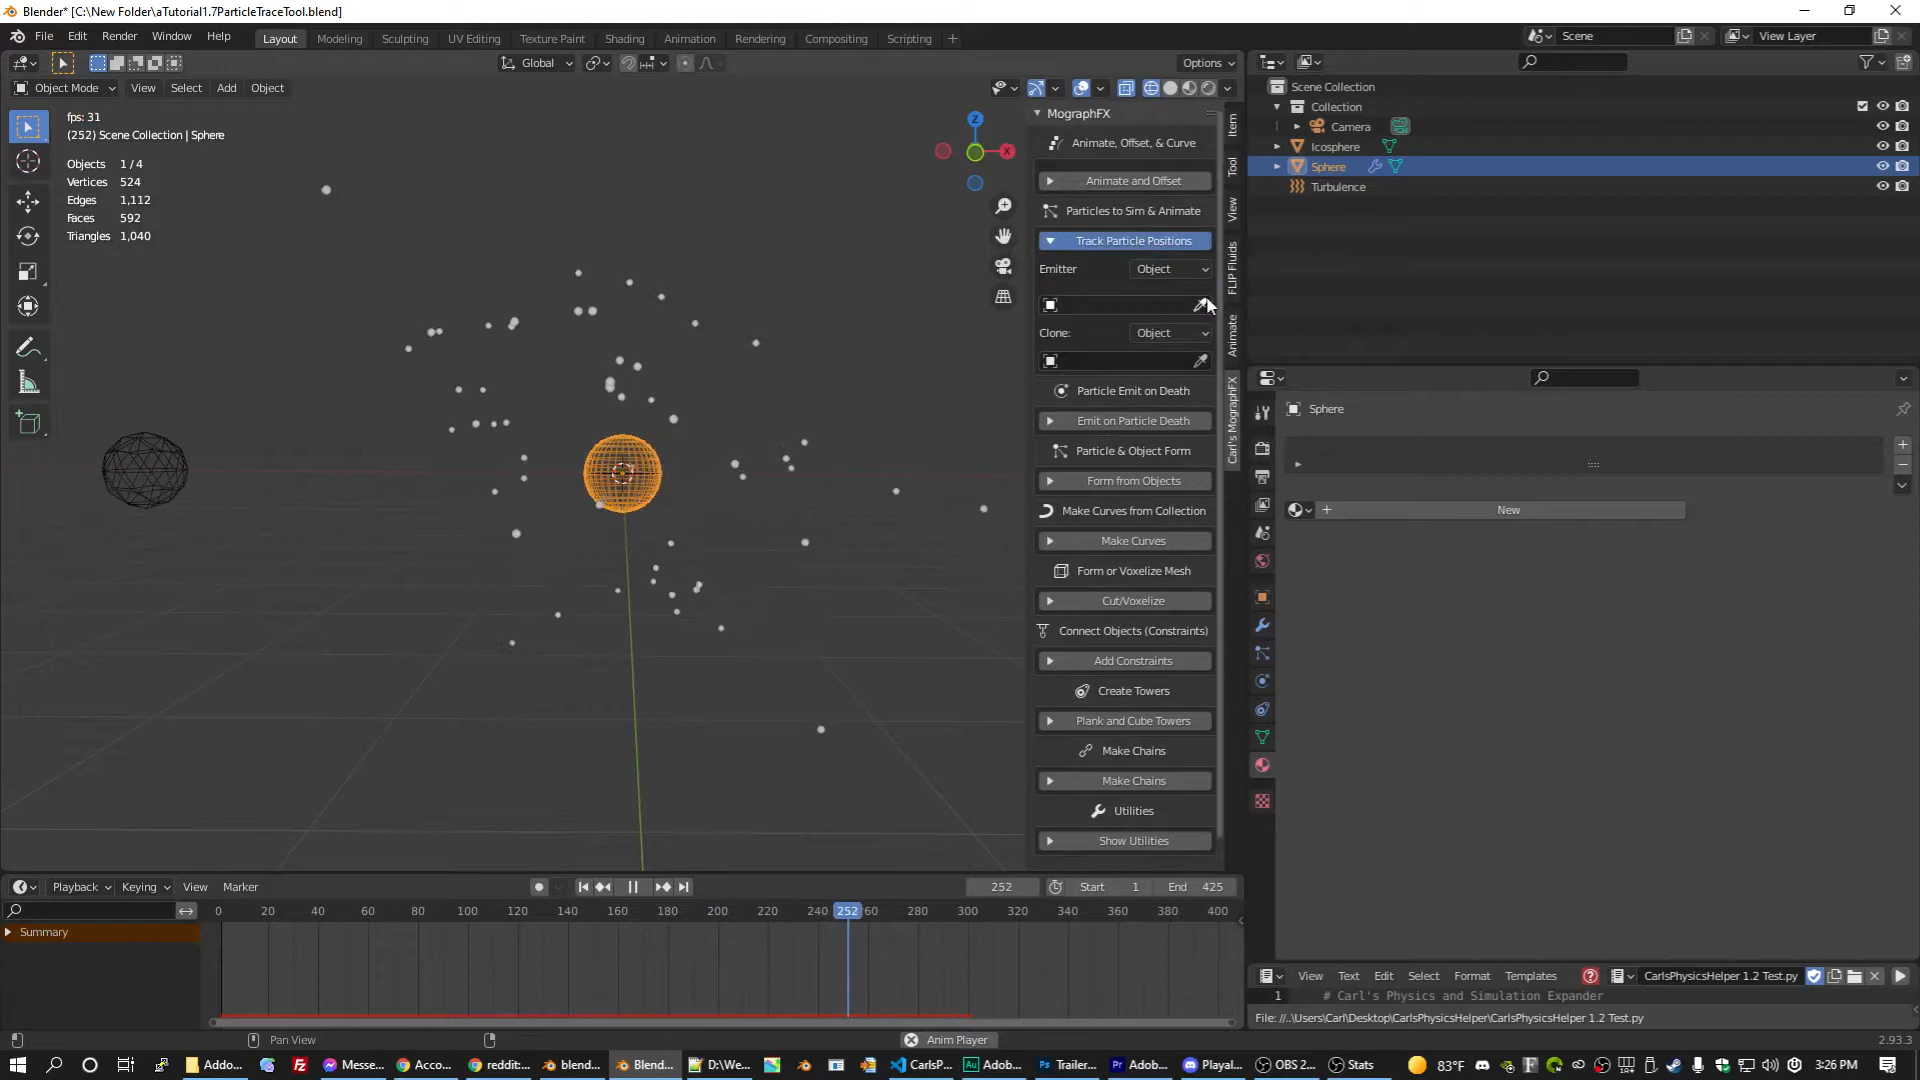 Blender* [C:\New Folder\aTutorial1.7ParticleTraceTool.blend]
File Edit Render Window Help
Layout Modeling Sculpting UV Editing Texture Paint Shading Animation Rendering Compositing Scripting
Scene
View Layer
Global
Options
Object Mode View Select Add Object
fps: 31
(252) Scene Collection | Sphere
Objects 1 / 4
Vertices 524
Edges 1,112
Faces 592
Triangles 1,040
Z
X
MographFX
Animate, Offset, & Curve
Animate and Offset
Particles to Sim & Animate
Track Particle Positions
Emitter Object
Clone: Object
Particle Emit on Death
Emit on Particle Death
Particle & Object Form
Form from Objects
Make Curves from Collection
Make Curves
Form or Voxelize Mesh
Cut/Voxelize
Connect Objects (Constraints)
Add Constraints
Create Towers
Plank and Cube Towers
Make Chains
Make Chains
Utilities
Show Utilities
Item
Tool
View
FLIP Fluids
Animate
Carl's MographFX
Scene Collection
Collection
Camera
Icosphere
Sphere
Turbulence
Sphere
New
Playback Keying View Marker
252 Start 1 End 425
0 20 40 60 80 100 120 140 160 180 200 220 240 252 60 280 300 320 340 360 380 400
Summary
View Text Edit Select Format Templates
CarlsPhysicsHelper 1.2 Test.py
1 # Carl's Physics and Simulation Expander
File: //..\Users\Carl\Desktop\CarlsPhysicsHelper\CarlsPhysicsHelper 1.2 Test.py
Pan View
Anim Player
2.93.3
Addo... Messe... Acco... reddit:... blend... Blend... D:\We... CarlsP... Adob... Trailer... Adob... Playal... OBS 2... Stats
83°F
3:26 PM